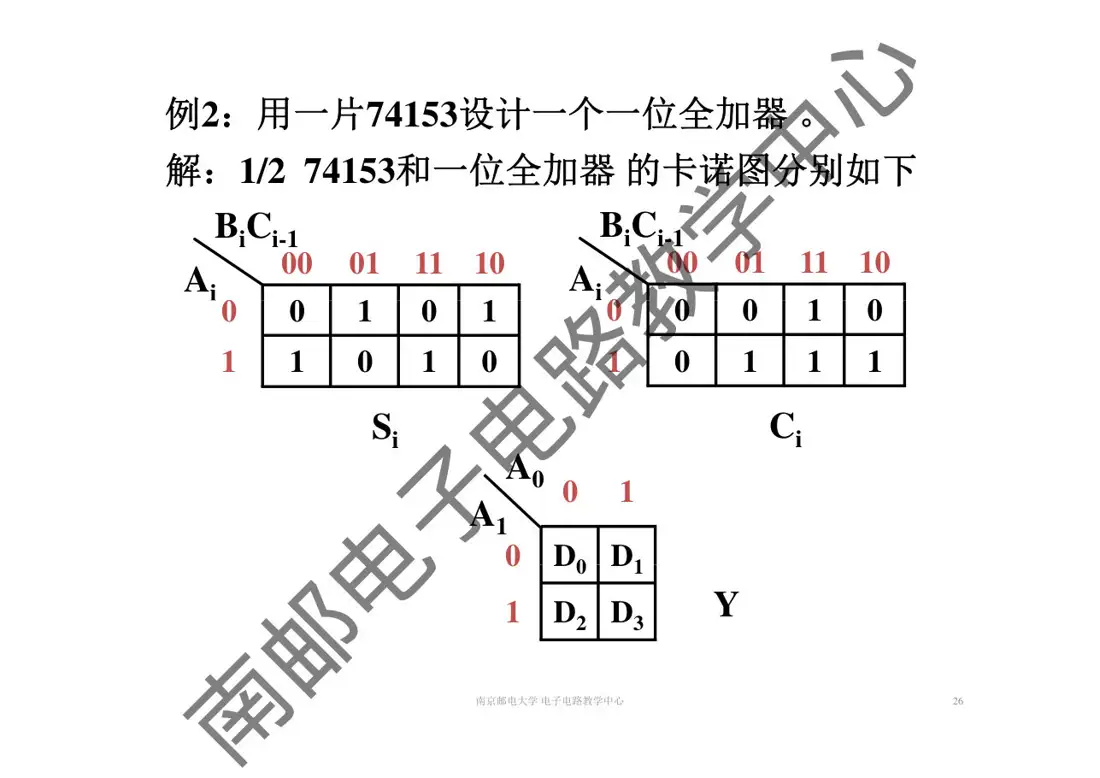 例2：用一片74153设计一个一位全加器 。
解：1/2 74153和一位全加器 的卡诺图分别如下
BiCi-1 BiCi-1
00 01 11 10 00 01 11 10
Ai Ai
0 0 1 0 1 0 0 0 1 0
1 1 0 1 0 1 0 1 1 1
Si Ci
A0
0 1
A1
0 D0 D1
1 D2 D3 Y
南邮电子电路教学中心
南京邮电大学 电子电路教学中心 26